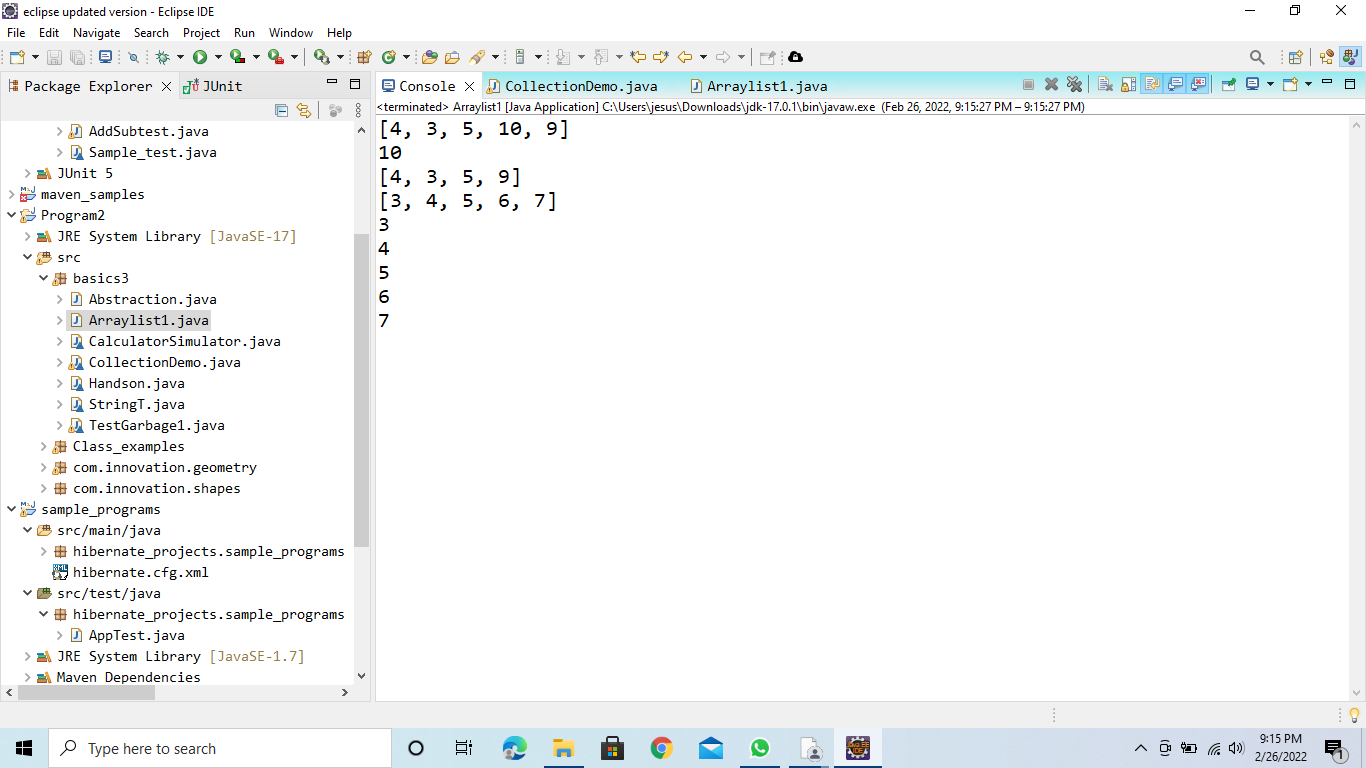 eclipse updated version - Eclipse IDE
File Edit Navigate Search Project Run Window Help
Package Explorer
JUnit
AddSubtest.java
Sample_test.java
JUnit 5
maven_samples
Program2
JRE System Library [JavaSE-17]
src
basics3
Abstraction.java
Arraylist1.java
CalculatorSimulator.java
CollectionDemo.java
Handson.java
StringT.java
TestGarbage1.java
Class_examples
com.innovation.geometry
com.innovation.shapes
sample_programs
src/main/java
hibernate_projects.sample_programs
hibernate.cfg.xml
src/test/java
hibernate_projects.sample_programs
AppTest.java
JRE System Library [JavaSE-1.7]
Maven Dependencies
Console CollectionDemo.java Arraylist1.java
<terminated> Arraylist1 [Java Application] C:\Users\jesus\Downloads\jdk-17.0.1\bin\javaw.exe (Feb 26, 2022, 9:15:27 PM – 9:15:27 PM)
[4, 3, 5, 10, 9]
10
[4, 3, 5, 9]
[3, 4, 5, 6, 7]
3
4
5
6
7
Type here to search
9:15 PM
2/26/2022
1